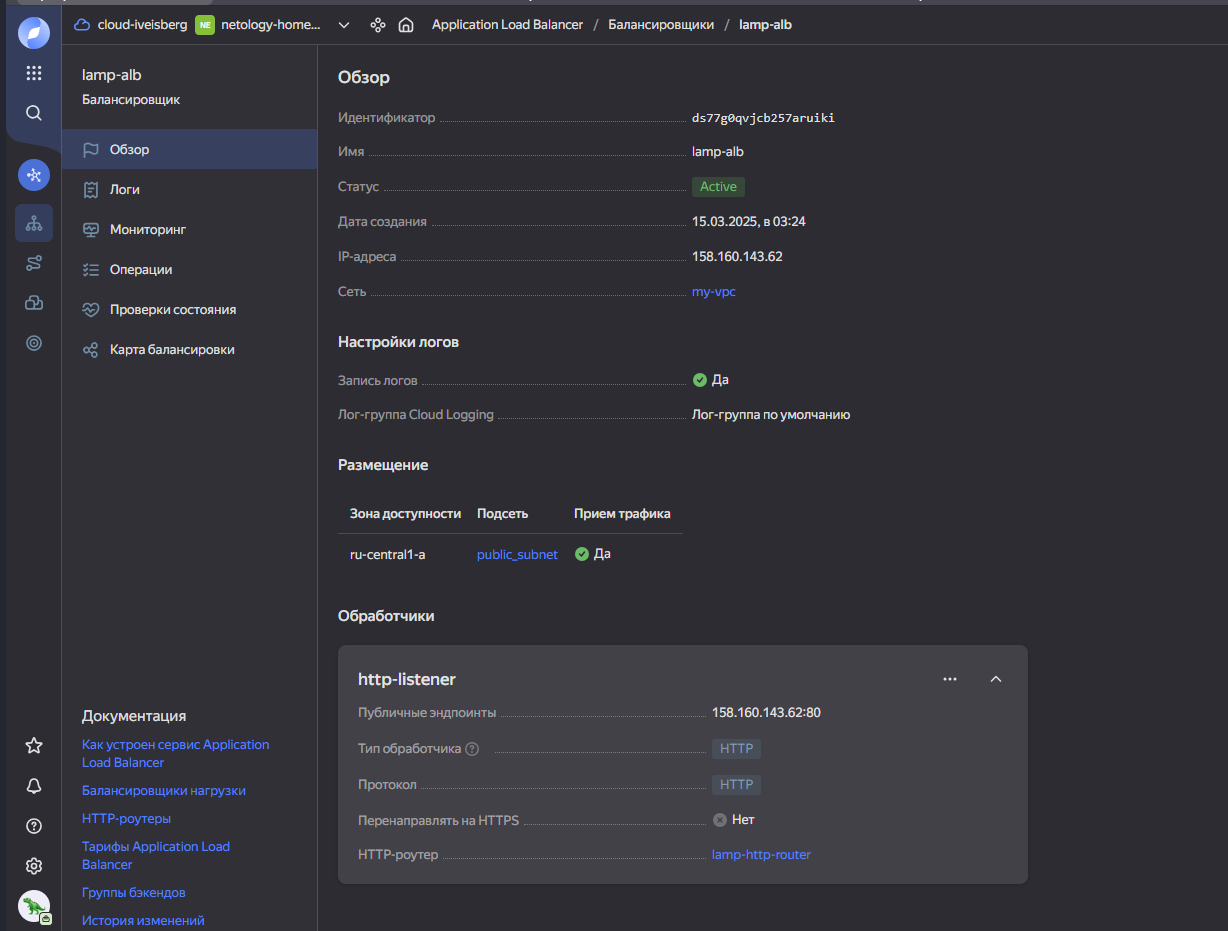 cloud-iveisberg NE netology-home... Application Load Balancer / Балансировщики / lamp-alb
lamp-alb
Балансировщик
Обзор
Логи
Мониторинг
Операции
Проверки состояния
Карта балансировки
Документация
Как устроен сервис Application
Load Balancer
Балансировщики нагрузки
HTTP-роутеры
Тарифы Application Load
Balancer
Группы бэкендов
История изменений
Обзор
Идентификатор ds77g0qvjcb257aruiki
Имя lamp-alb
Статус Active
Дата создания 15.03.2025, в 03:24
IP-адреса 158.160.143.62
Сеть my-vpc
Настройки логов
Запись логов Да
Лог-группа Cloud Logging Лог-группа по умолчанию
Размещение
Зона доступности Подсеть Прием трафика
ru-central1-a public_subnet Да
Обработчики
http-listener
Публичные эндпоинты 158.160.143.62:80
Тип обработчика HTTP
Протокол HTTP
Перенаправлять на HTTPS Нет
HTTP-роутер lamp-http-router